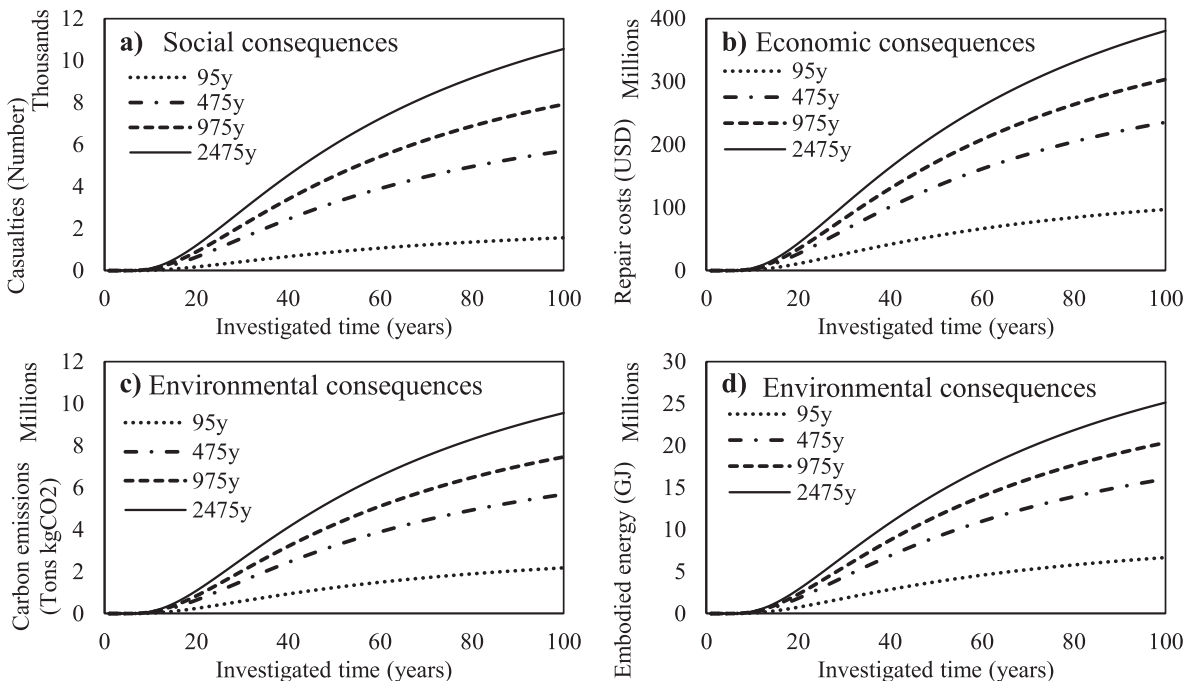 a) Social consequences
Thousands
Casualties (Number)
12
10
8
6
4
2
0
95y
475y
975y
2475y
0 20 40 60 80 100
Investigated time (years)
b) Economic consequences
Millions
Repair costs (USD)
400
300
200
100
0
95y
475y
975y
2475y
0 20 40 60 80 100
Investigated time (years)
c) Environmental consequences
Millions
Carbon emissions
(Tons kgCO2)
12
10
8
6
4
2
0
95y
475y
975y
2475y
0 20 40 60 80 100
Investigated time (years)
d) Environmental consequences
Millions
Embodied energy (GJ)
30
25
20
15
10
5
0
95y
475y
975y
2475y
0 20 40 60 80 100
Investigated time (years)